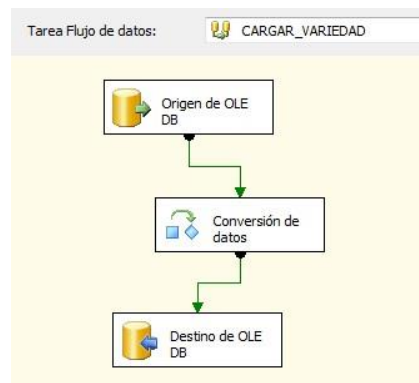 Tarea Flujo de datos: CARGAR_VARIEDAD
Origen de OLE
DB
Conversión de
datos
Destino de OLE
DB